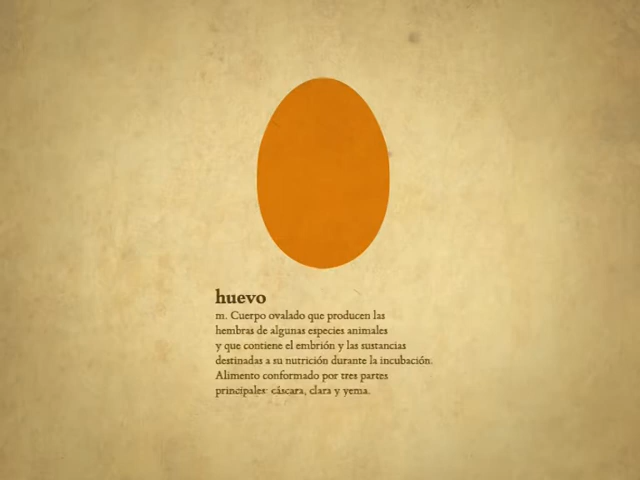 huevo
m. Cuerpo ovalado que producen las
hembras de algunas especies animales
y que contiene el embrión y las sustancias
destinadas a su nutrición durante la incubación.
Alimento conformado por tres partes
principales: cáscara, clara y yema.